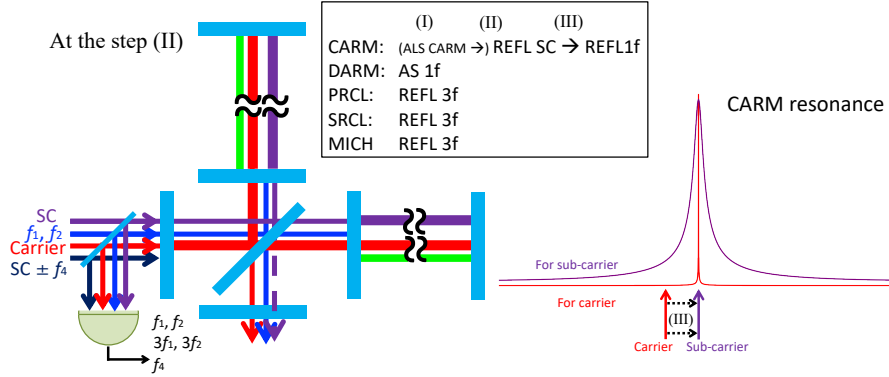 At the step (II)
(I) (II) (III)
CARM: (ALS CARM →) REFL SC → REFL1f
DARM: AS 1f
PRCL: REFL 3f
SRCL: REFL 3f
MICH REFL 3f
CARM resonance
SC
f1, f2
Carrier
SC ± f4
For sub-carrier
For carrier
(III)
Carrier Sub-carrier
f1, f2
3f1, 3f2
f4